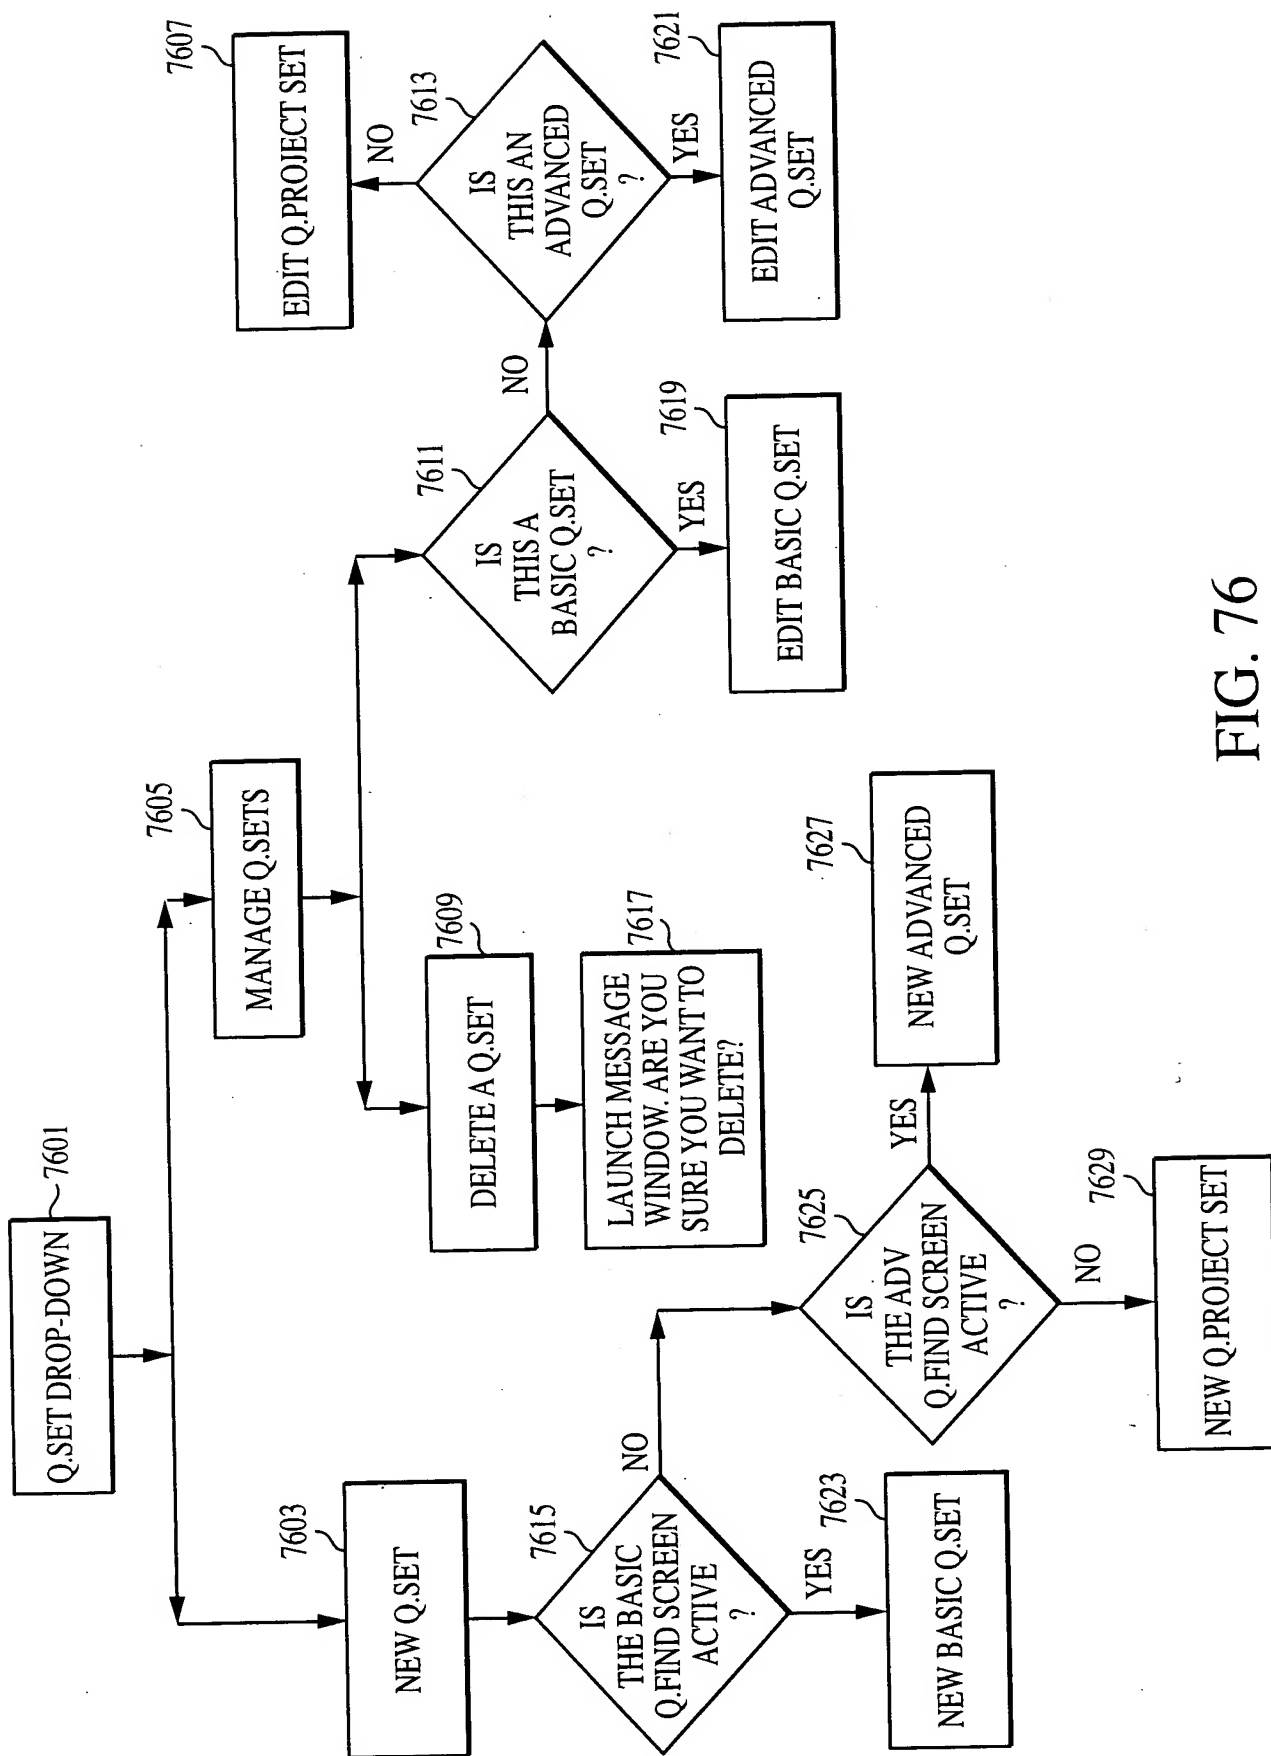 Q.SET DROP-DOWN
7601
NEW Q.SET
7603
MANAGE Q.SETS
7605
IS
THE BASIC
Q.FIND SCREEN
ACTIVE
?
7615
NO
YES
NEW BASIC Q.SET
7623
IS
THE ADV
Q.FIND SCREEN
ACTIVE
?
7625
YES
NO
NEW ADVANCED
Q.SET
7627
NEW Q.PROJECT SET
7629
DELETE A Q.SET
7609
LAUNCH MESSAGE
WINDOW. ARE YOU
SURE YOU WANT TO
DELETE?
7617
IS
THIS A
BASIC Q.SET
?
7611
NO
YES
EDIT BASIC Q.SET
7619
IS
THIS AN
ADVANCED
Q.SET
?
7613
NO
YES
EDIT Q.PROJECT SET
7607
EDIT ADVANCED
Q.SET
7621
FIG. 76